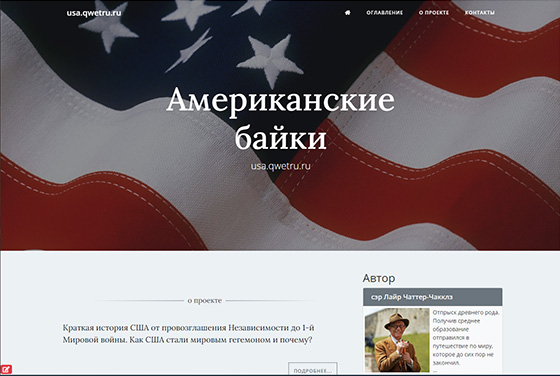 usa.qwetru.ru
ОГЛАВЛЕНИЕ О ПРОЕКТЕ КОНТАКТЫ
Американские
байки
usa.qwetru.ru
о проекте
Краткая история США от провозглашения Независимости до 1-й
Мировой войны. Как США стали мировым гегемоном и почему?
ПОДРОБНЕЕ...
Автор
сэр Лайр Чаттер-Чакклз
Отпрыск древнего рода.
Получив среднее
образование
отправился в
путешествие по миру,
которое до сих пор не
закончил.